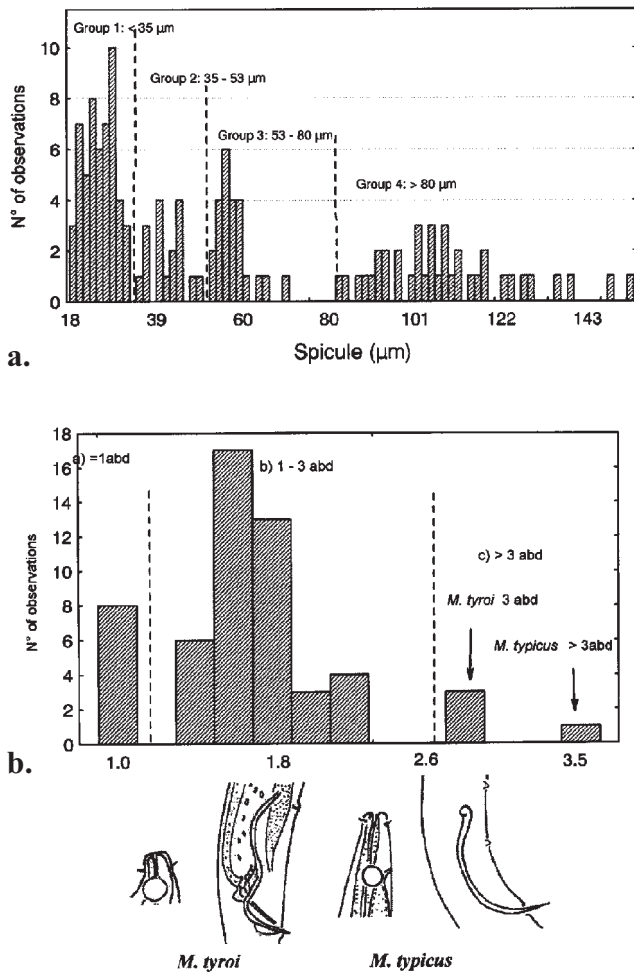 Group 1: < 35 µm
Group 2: 35 - 53 µm
Group 3: 53 - 80 µm
Group 4: > 80 µm
N° of observations
10
8
6
4
2
0
18 39 60 80 101 122 143
Spicule (µm)
a.
18
16
14
12
10
8
6
4
2
0
N° of observations
a) =1abd
b) 1 - 3 abd
c) > 3 abd
M. tyroi 3 abd
M. typicus > 3abd
1.0 1.8 2.6 3.5
b.
M. tyroi M. typicus